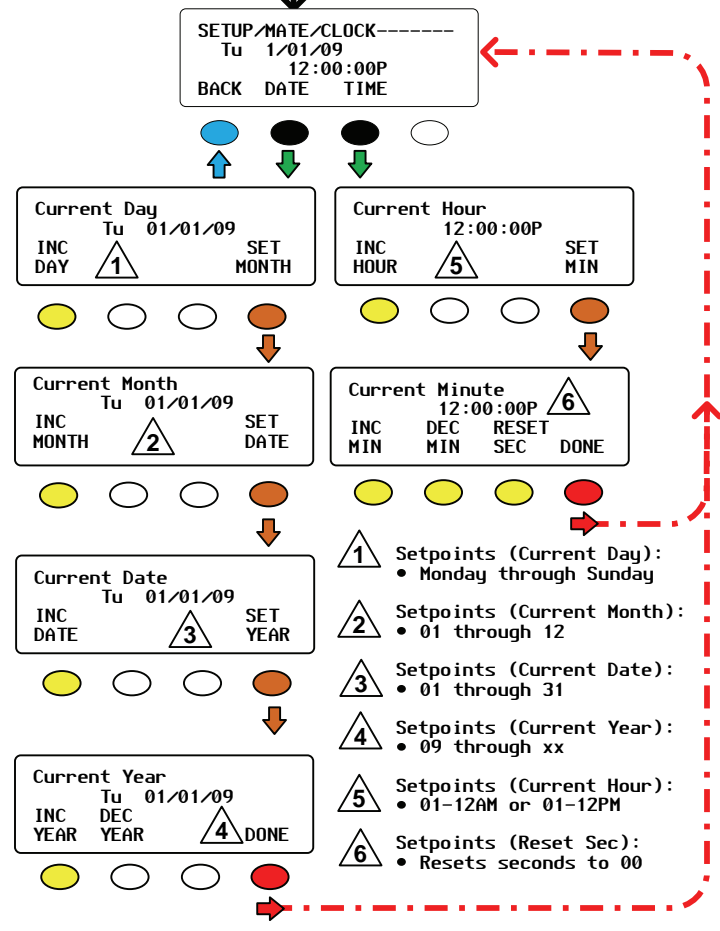 SETUP/MATE/CLOCK-------
Tu 1/01/09
12:00:00P
BACK DATE TIME
Current Day
Tu 01/01/09
INC SET
DAY 1 MONTH
Current Month
Tu 01/01/09
INC SET
MONTH 2 DATE
Current Date
Tu 01/01/09
INC SET
DATE 3 YEAR
Current Year
Tu 01/01/09
INC DEC
YEAR YEAR 4 DONE
Current Hour
12:00:00P
INC SET
HOUR 5 MIN
Current Minute
12:00:00P 6
INC DEC RESET
MIN MIN SEC DONE
1 Setpoints (Current Day):
• Monday through Sunday
2 Setpoints (Current Month):
• 01 through 12
3 Setpoints (Current Date):
• 01 through 31
4 Setpoints (Current Year):
• 09 through xx
5 Setpoints (Current Hour):
• 01-12AM or 01-12PM
6 Setpoints (Reset Sec):
• Resets seconds to 00